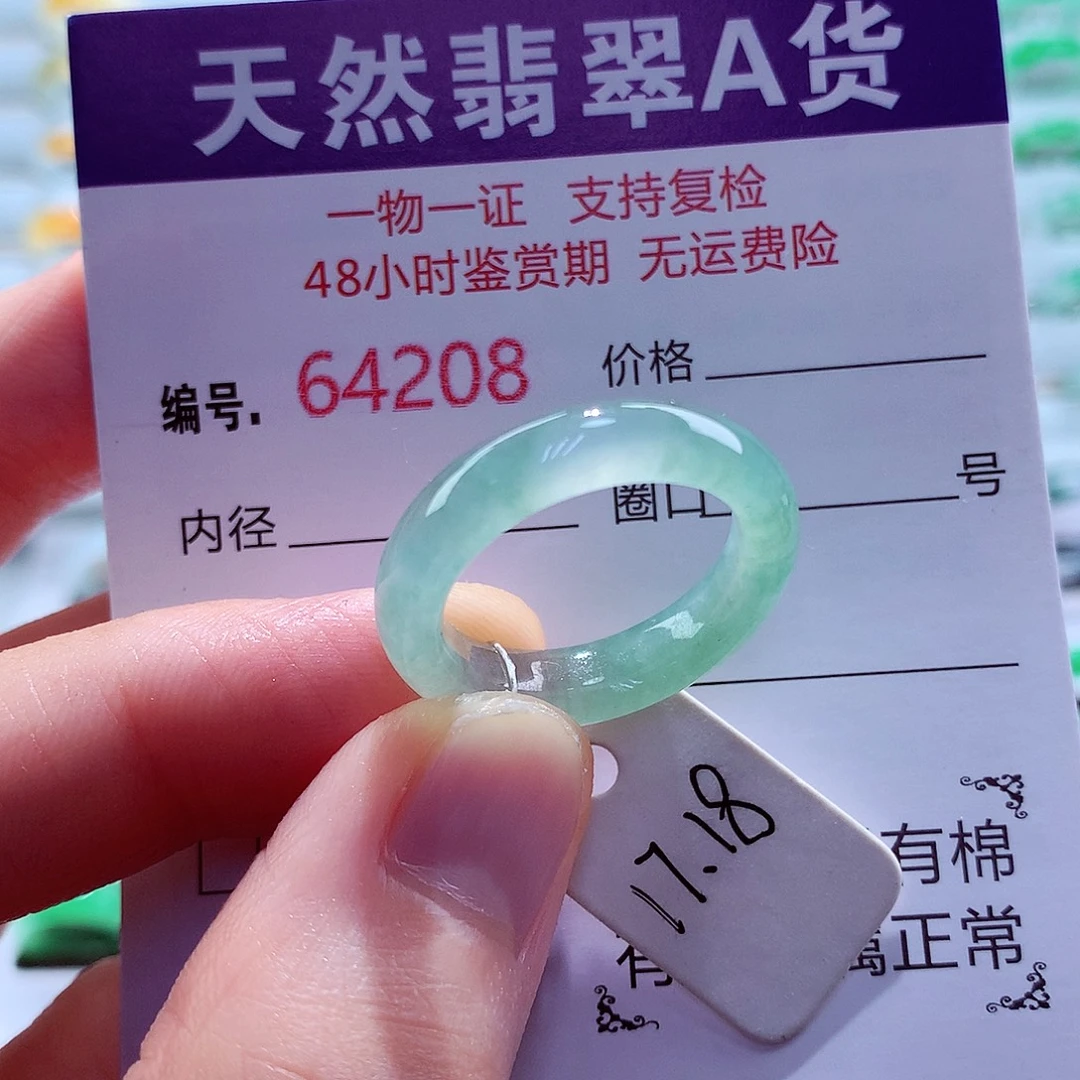 天然翡翠A货
一物一证 支持复检
48小时鉴赏期 无运费险
编号. 64208 价格
内径 圈口 号
17.18
有棉
有 属正常